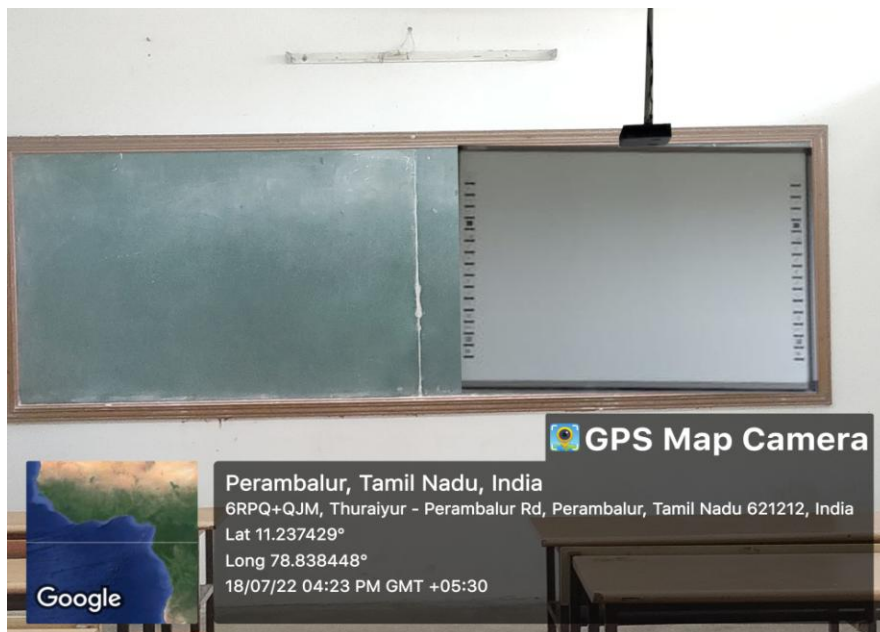 GPS Map Camera
Perambalur, Tamil Nadu, India
6RPQ+QJM, Thuraiyur - Perambalur Rd, Perambalur, Tamil Nadu 621212, India
Lat 11.237429°
Long 78.838448°
18/07/22 04:23 PM GMT +05:30
Google